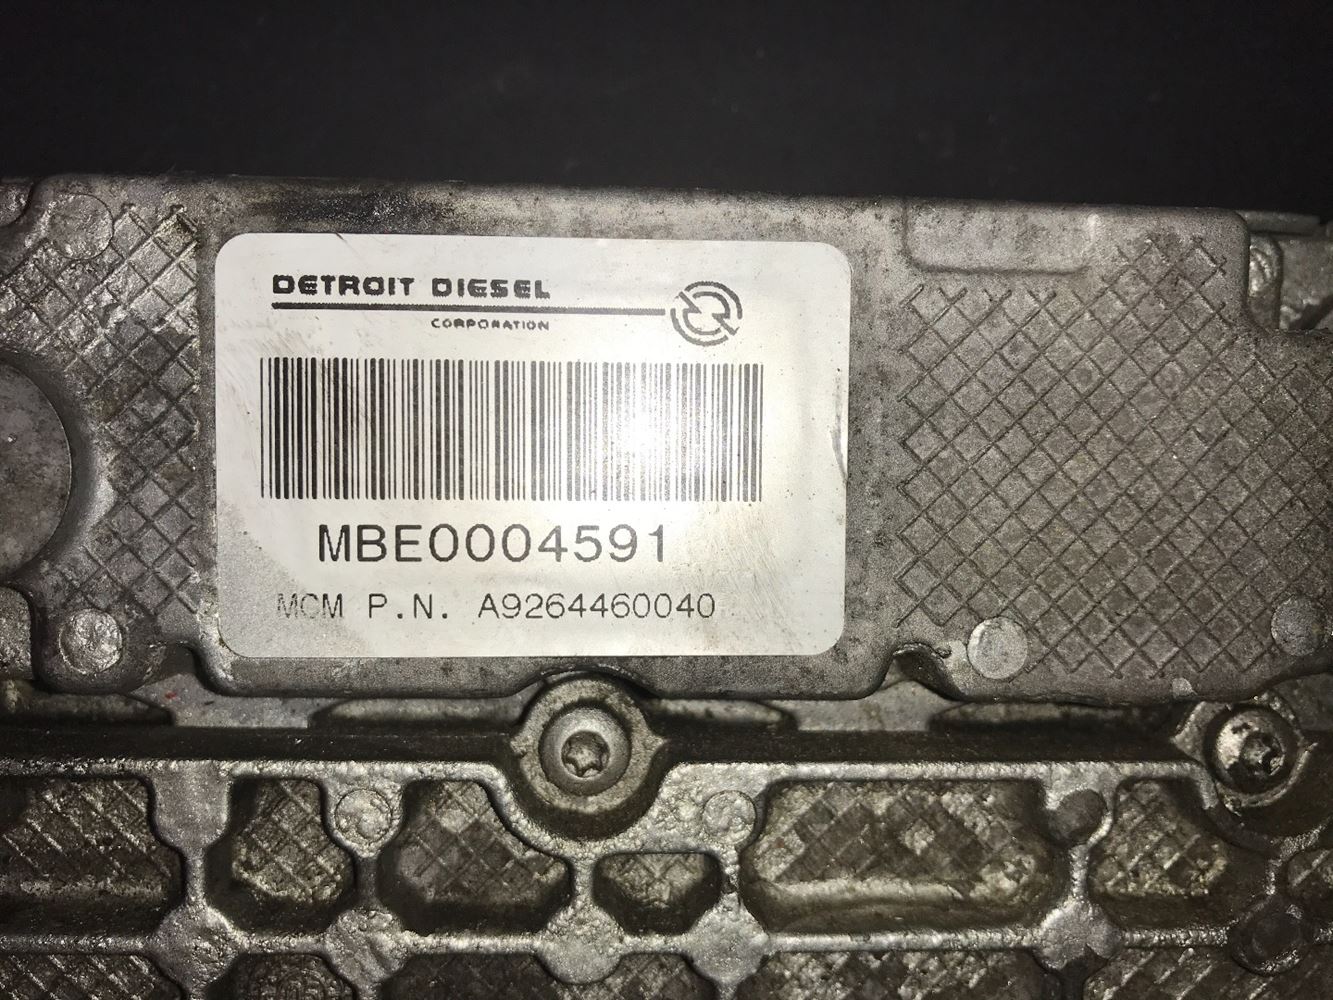 DETROIT DIESEL
CORPORATION
MBE0004591
MCM P.N. A9264460040